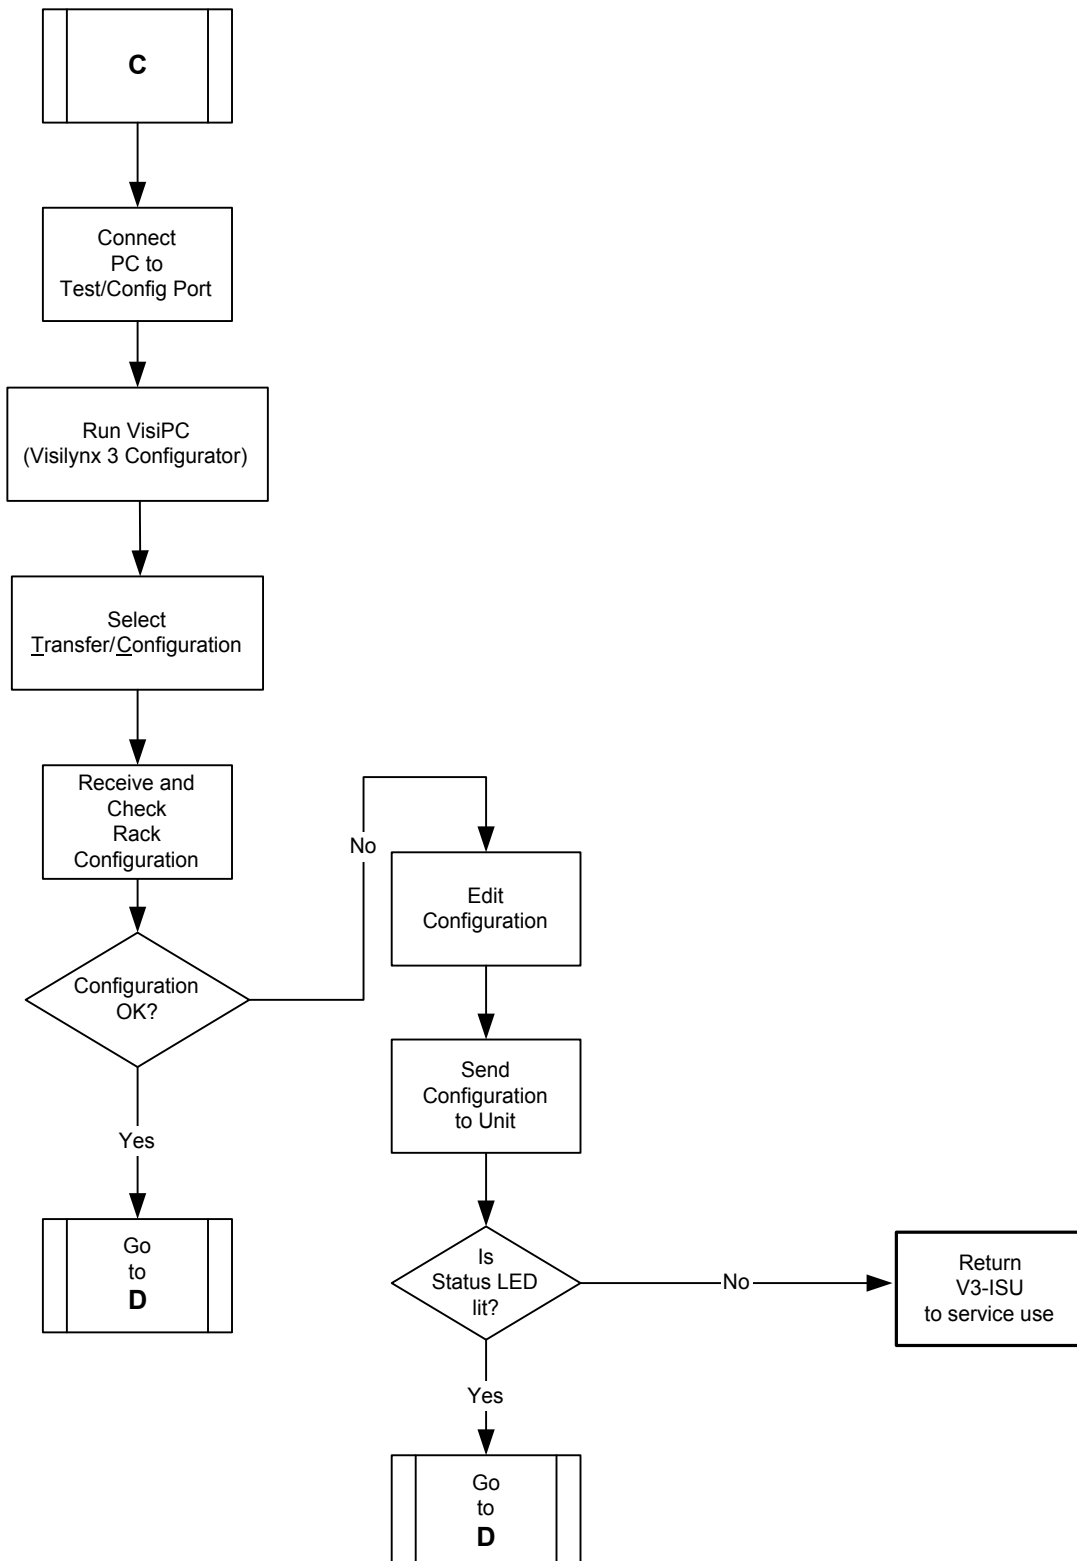 C
Connect
PC to
Test/Config Port
Run VisiPC
(Visilynx 3 Configurator)
Select
Transfer/Configuration
Receive and
Check
Rack
Configuration
No
Edit
Configuration
Configuration
OK?
Send
Configuration
to Unit
Yes
Go
to
D
Is
Status LED
lit?
No
Return
V3-ISU
to service use
Yes
Go
to
D